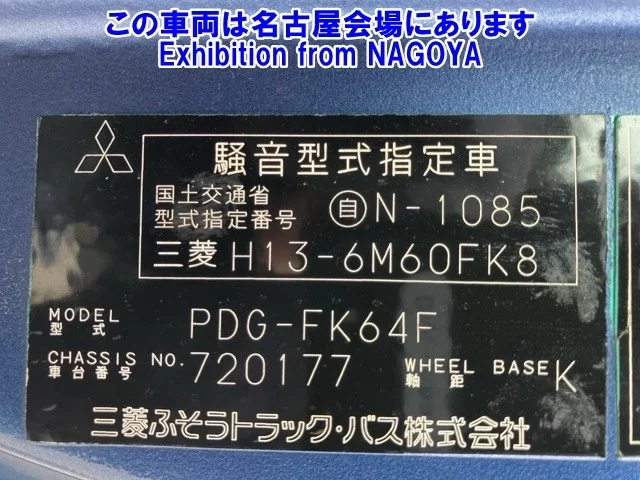 この車両は名古屋会場にあります
Exhibition from NAGOYA
騒音型式指定車
国土交通省
型式指定番号 自N-1085
三菱 H13-6M60FK8
MODEL
型式 PDG-FK64F
CHASSIS NO.
車台番号 720177 WHEEL BASE
軸距 K
三菱ふそうトラック・バス株式会社